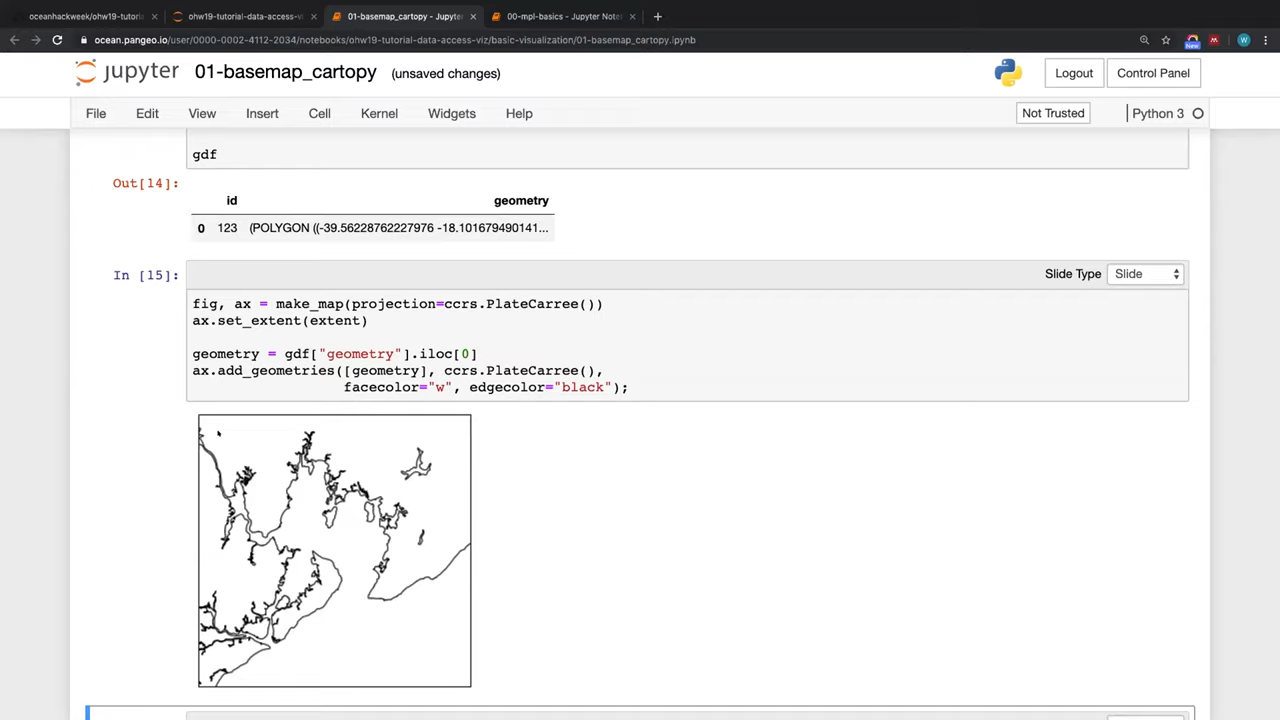 oceanhackweek/ohw19-tutoria
ohw19-tutorial-data-access-vi
01-basemap_cartopy - Jupyter
00-mpl-basics - Jupyter Note
ocean.pangeo.io/user/0000-0002-4112-2034/notebooks/ohw19-tutorial-data-access-viz/basic-visualization/01-basemap_cartopy.ipynb
New
W
jupyter 01-basemap_cartopy (unsaved changes)
Logout
Control Panel
File Edit View Insert Cell Kernel Widgets Help
Not Trusted
Python 3
gdf
Out[14]:
id geometry
0 123 (POLYGON ((-39.56228762227976 -18.101679490141...
In [15]:
Slide Type Slide
fig, ax = make_map(projection=ccrs.PlateCarree())
ax.set_extent(extent)
geometry = gdf["geometry"].iloc[0]
ax.add_geometries([geometry], ccrs.PlateCarree(),
facecolor="w", edgecolor="black");